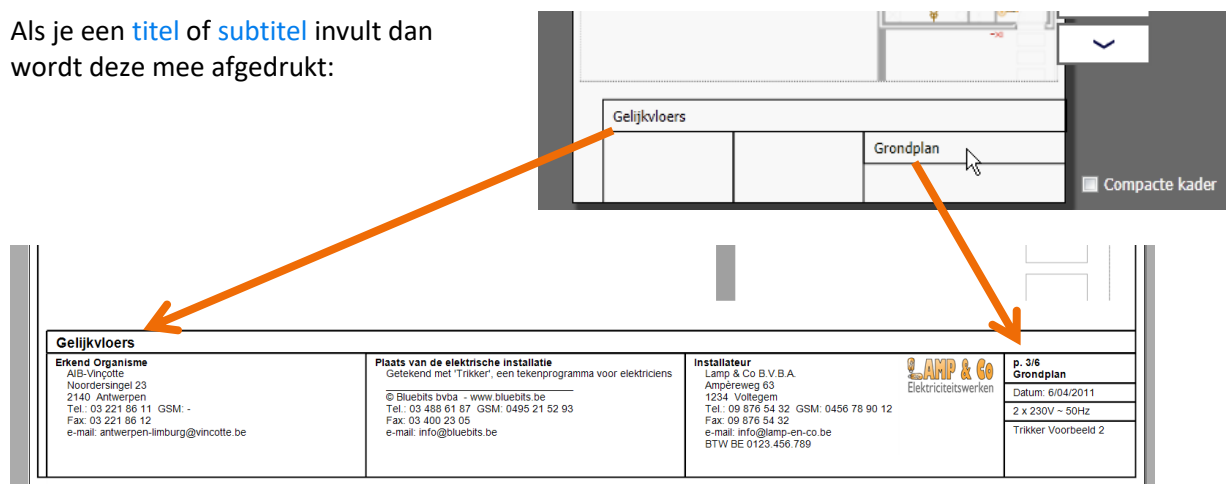 Als je een titel of subtitel invult dan
wordt deze mee afgedrukt:
Gelijkvloers
Grondplan
Compacte kader
Gelijkvloers
Erkend Organisme
AIB-Vinçotte
Noordersingel 23
2140 Antwerpen
Tel.: 03 221 86 11 GSM: -
Fax: 03 221 86 12
e-mail: antwerpen-limburg@vincotte.be
Plaats van de elektrische installatie
Getekend met 'Trikker', een tekenprogramma voor elektriciens
© Bluebits bvba - www.bluebits.be
Tel.: 03 488 61 87 GSM: 0495 21 52 93
Fax: 03 400 23 05
e-mail: info@bluebits.be
Installateur
Lamp & Co B.V.B.A.
Ampèreweg 63
1234 Voltegem
Tel.: 09 876 54 32 GSM: 0456 78 90 12
Fax: 09 876 54 32
e-mail: info@lamp-en-co.be
BTW BE 0123.456.789
LAMP & Co
Elektriciteitswerken
p. 3/6
Grondplan
Datum: 6/04/2011
2 x 230V ~ 50Hz
Trikker Voorbeeld 2